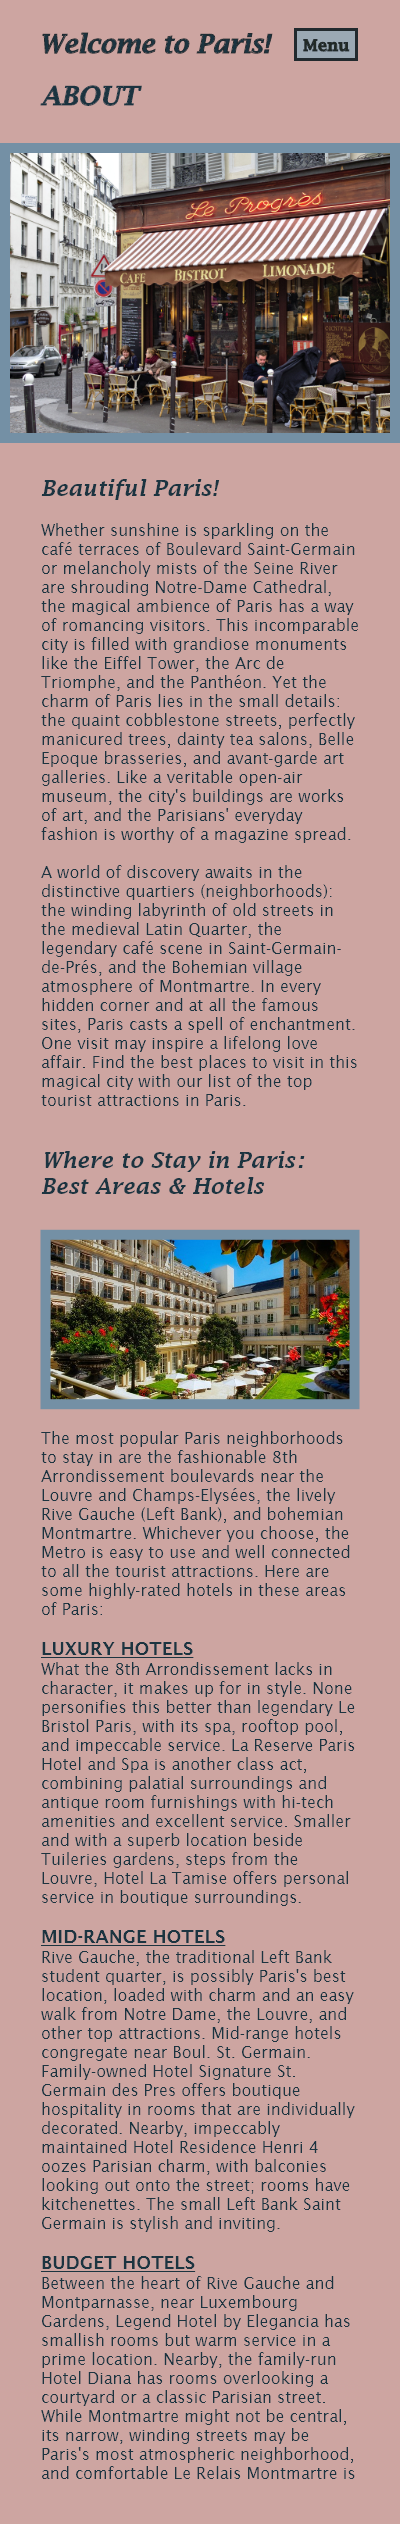 Welcome to Paris!
Menu
ABOUT
Le Progrès
CAFÉ
BISTROT
LIMONADE
Beautiful Paris!
Whether sunshine is sparkling on the
café terraces of Boulevard Saint-Germain
or melancholy mists of the Seine River
are shrouding Notre-Dame Cathedral,
the magical ambience of Paris has a way
of romancing visitors. This incomparable
city is filled with grandiose monuments
like the Eiffel Tower, the Arc de
Triomphe, and the Panthéon. Yet the
charm of Paris lies in the small details:
the quaint cobblestone streets, perfectly
manicured trees, dainty tea salons, Belle
Epoque brasseries, and avant-garde art
galleries. Like a veritable open-air
museum, the city's buildings are works
of art, and the Parisians' everyday
fashion is worthy of a magazine spread.
A world of discovery awaits in the
distinctive quartiers (neighborhoods):
the winding labyrinth of old streets in
the medieval Latin Quarter, the
legendary café scene in Saint-Germain-
de-Prés, and the Bohemian village
atmosphere of Montmartre. In every
hidden corner and at all the famous
sites, Paris casts a spell of enchantment.
One visit may inspire a lifelong love
affair. Find the best places to visit in this
magical city with our list of the top
tourist attractions in Paris.
Where to Stay in Paris:
Best Areas & Hotels
The most popular Paris neighborhoods
to stay in are the fashionable 8th
Arrondissement boulevards near the
Louvre and Champs-Elysées, the lively
Rive Gauche (Left Bank), and bohemian
Montmartre. Whichever you choose, the
Metro is easy to use and well connected
to all the tourist attractions. Here are
some highly-rated hotels in these areas
of Paris:
LUXURY HOTELS
What the 8th Arrondissement lacks in
character, it makes up for in style. None
personifies this better than legendary Le
Bristol Paris, with its spa, rooftop pool,
and impeccable service. La Reserve Paris
Hotel and Spa is another class act,
combining palatial surroundings and
antique room furnishings with hi-tech
amenities and excellent service. Smaller
and with a superb location beside
Tuileries gardens, steps from the
Louvre, Hotel La Tamise offers personal
service in boutique surroundings.
MID-RANGE HOTELS
Rive Gauche, the traditional Left Bank
student quarter, is possibly Paris's best
location, loaded with charm and an easy
walk from Notre Dame, the Louvre, and
other top attractions. Mid-range hotels
congregate near Boul. St. Germain.
Family-owned Hotel Signature St.
Germain des Pres offers boutique
hospitality in rooms that are individually
decorated. Nearby, impeccably
maintained Hotel Residence Henri 4
oozes Parisian charm, with balconies
looking out onto the street; rooms have
kitchenettes. The small Left Bank Saint
Germain is stylish and inviting.
BUDGET HOTELS
Between the heart of Rive Gauche and
Montparnasse, near Luxembourg
Gardens, Legend Hotel by Elegancia has
smallish rooms but warm service in a
prime location. Nearby, the family-run
Hotel Diana has rooms overlooking a
courtyard or a classic Parisian street.
While Montmartre might not be central,
its narrow, winding streets may be
Paris's most atmospheric neighborhood,
and comfortable Le Relais Montmartre is